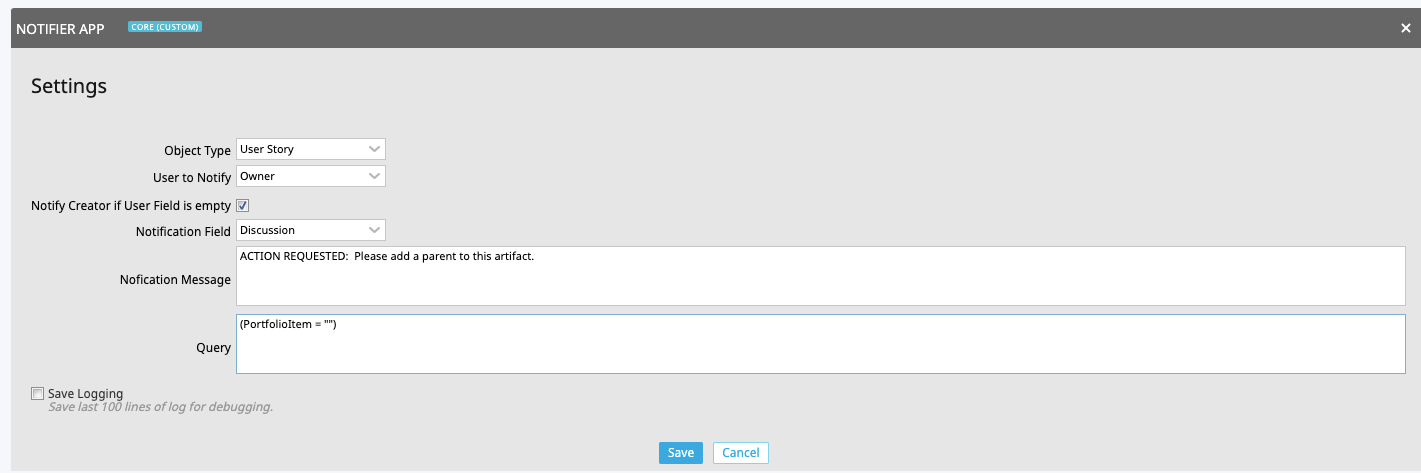 NOTIFIER APP CORE (CUSTOM)
Settings
Object Type User Story
User to Notify Owner
Notify Creator if User Field is empty
Notification Field Discussion
Nofication Message ACTION REQUESTED:  Please add a parent to this artifact.
Query (PortfolioItem = "")
Save Logging
Save last 100 lines of log for debugging.
Save Cancel